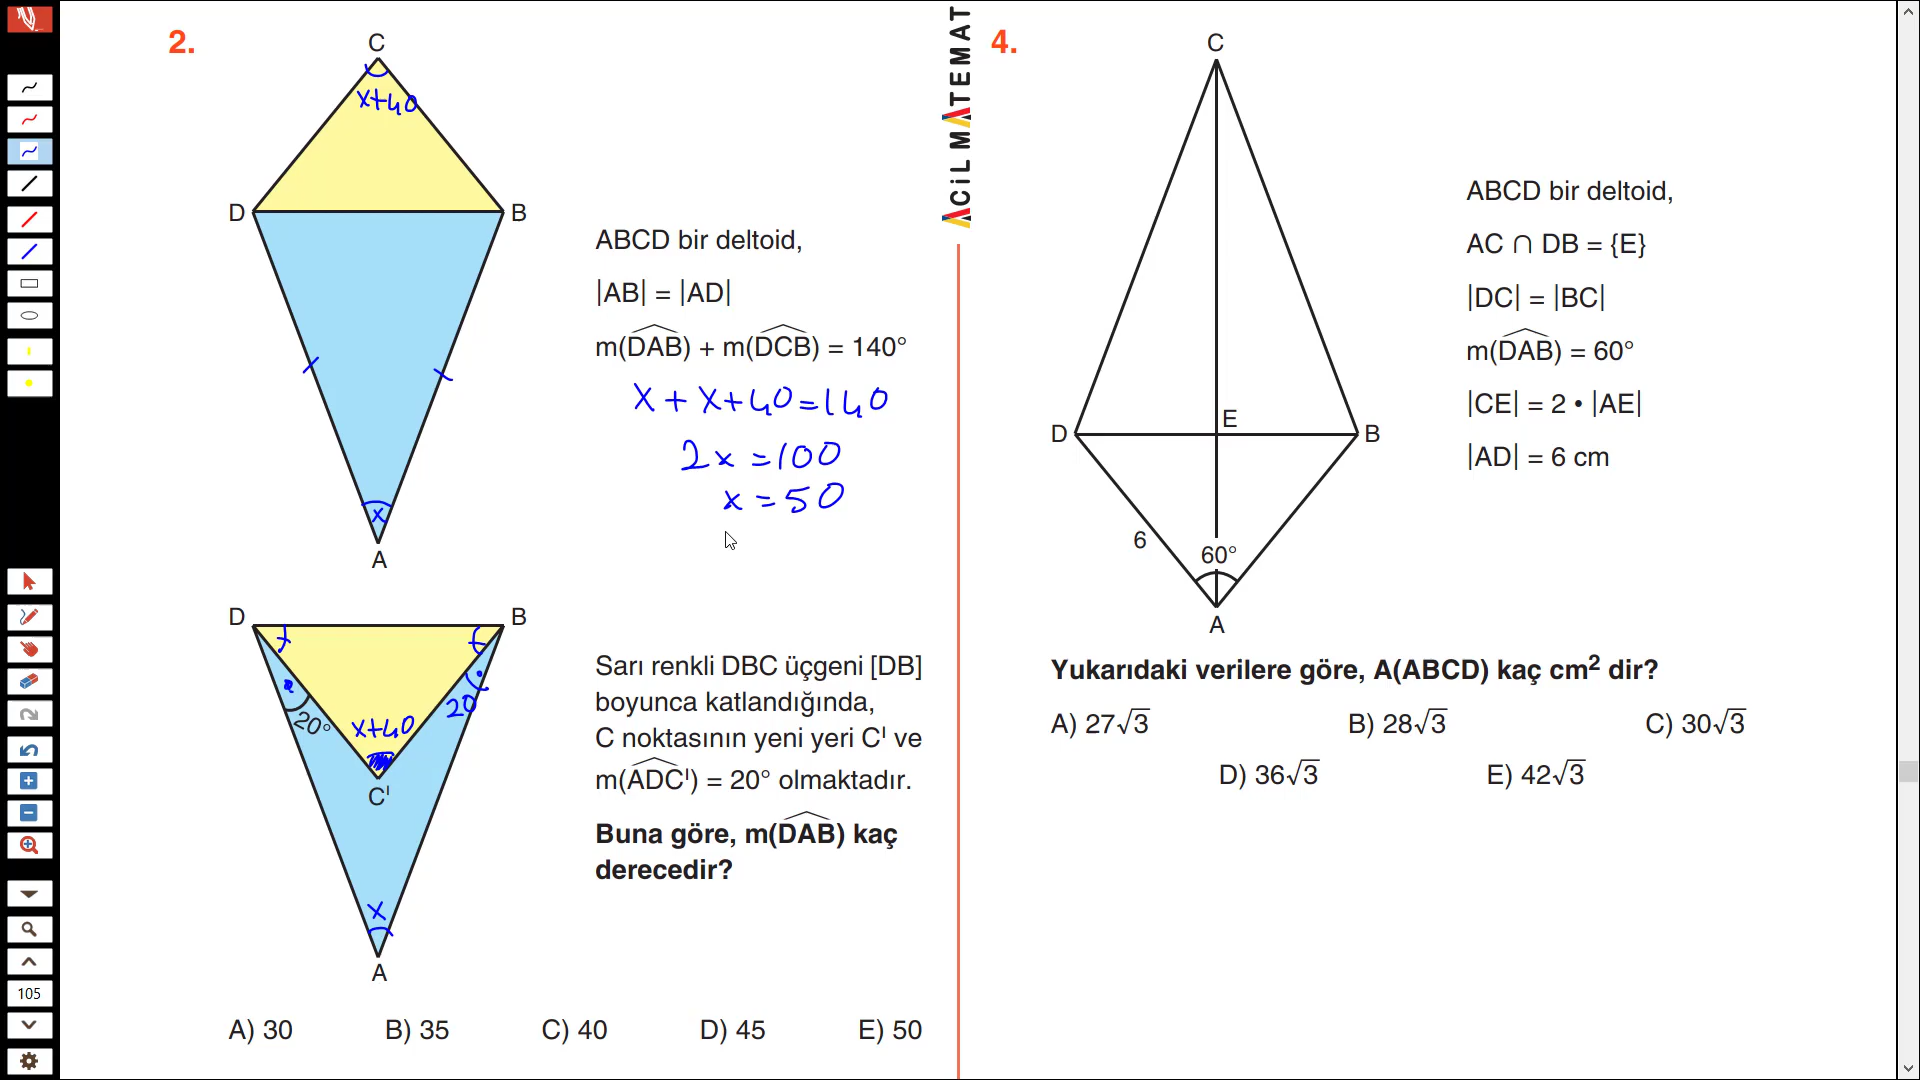 2.
C
x+40
D
B
ABCD bir deltoid,
|AB| = |AD|
m(DAB) + m(DCB) = 140°
x + x+40=140
2x = 100
x = 50
x
A
D
B
20°
20
x+40
C'
x
A
Sarı renkli DBC üçgeni [DB]
boyunca katlandığında,
C noktasının yeni yeri C' ve
m(ADC') = 20° olmaktadır.
Buna göre, m(DAB) kaç
derecedir?
A) 30 B) 35 C) 40 D) 45 E) 50
ACİL MATEMAT
4.
C
D
E
B
6
60°
A
ABCD bir deltoid,
AC ∩ DB = {E}
|DC| = |BC|
m(DAB) = 60°
|CE| = 2 • |AE|
|AD| = 6 cm
Yukarıdaki verilere göre, A(ABCD) kaç cm² dir?
A) 27√3 B) 28√3 C) 30√3
D) 36√3 E) 42√3
105